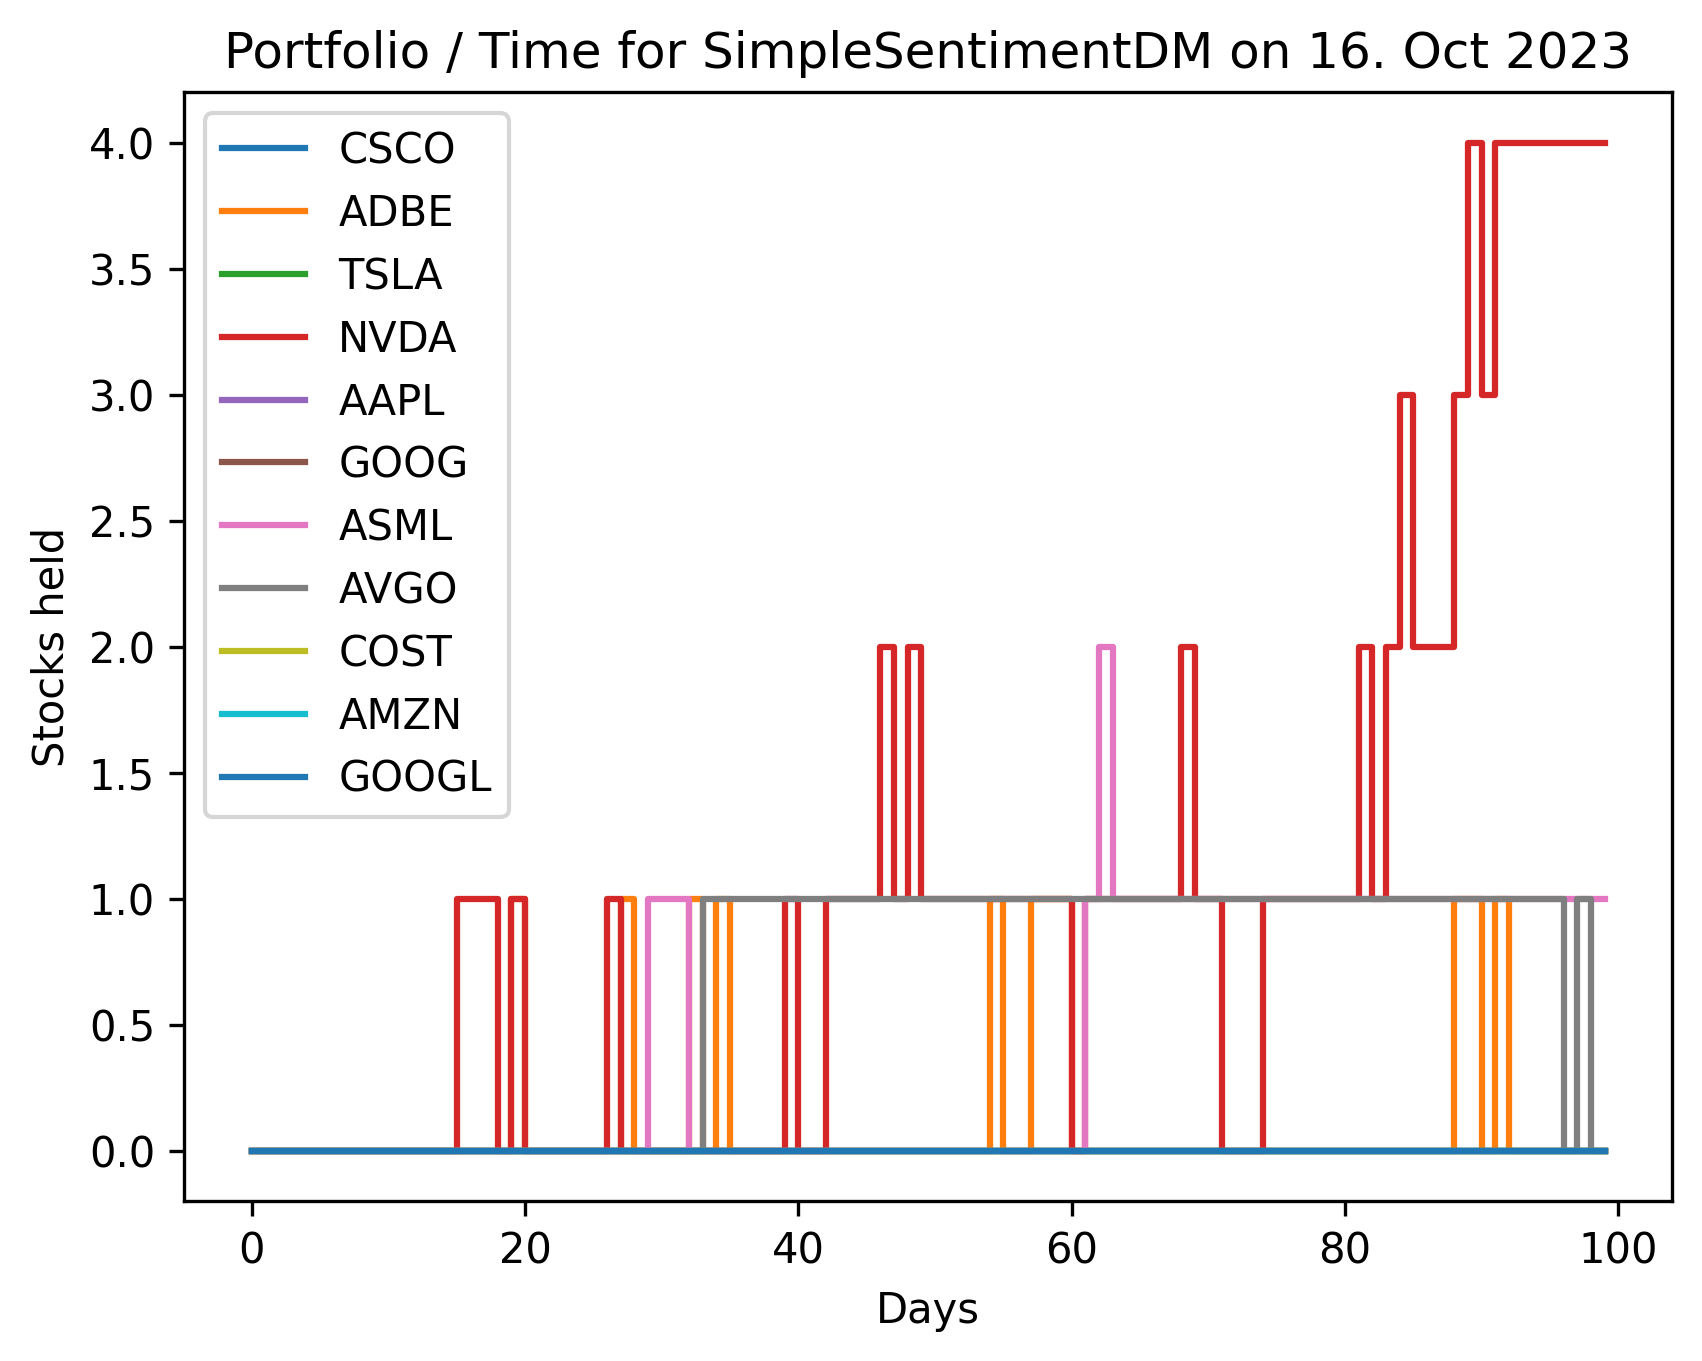 Portfolio / Time for SimpleSentimentDM on 16. Oct 2023
CSCO
ADBE
TSLA
NVDA
AAPL
GOOG
ASML
AVGO
COST
AMZN
GOOGL
4.0
3.5
3.0
2.5
2.0
1.5
1.0
0.5
0.0
Stocks held
0 20 40 60 80 100
Days